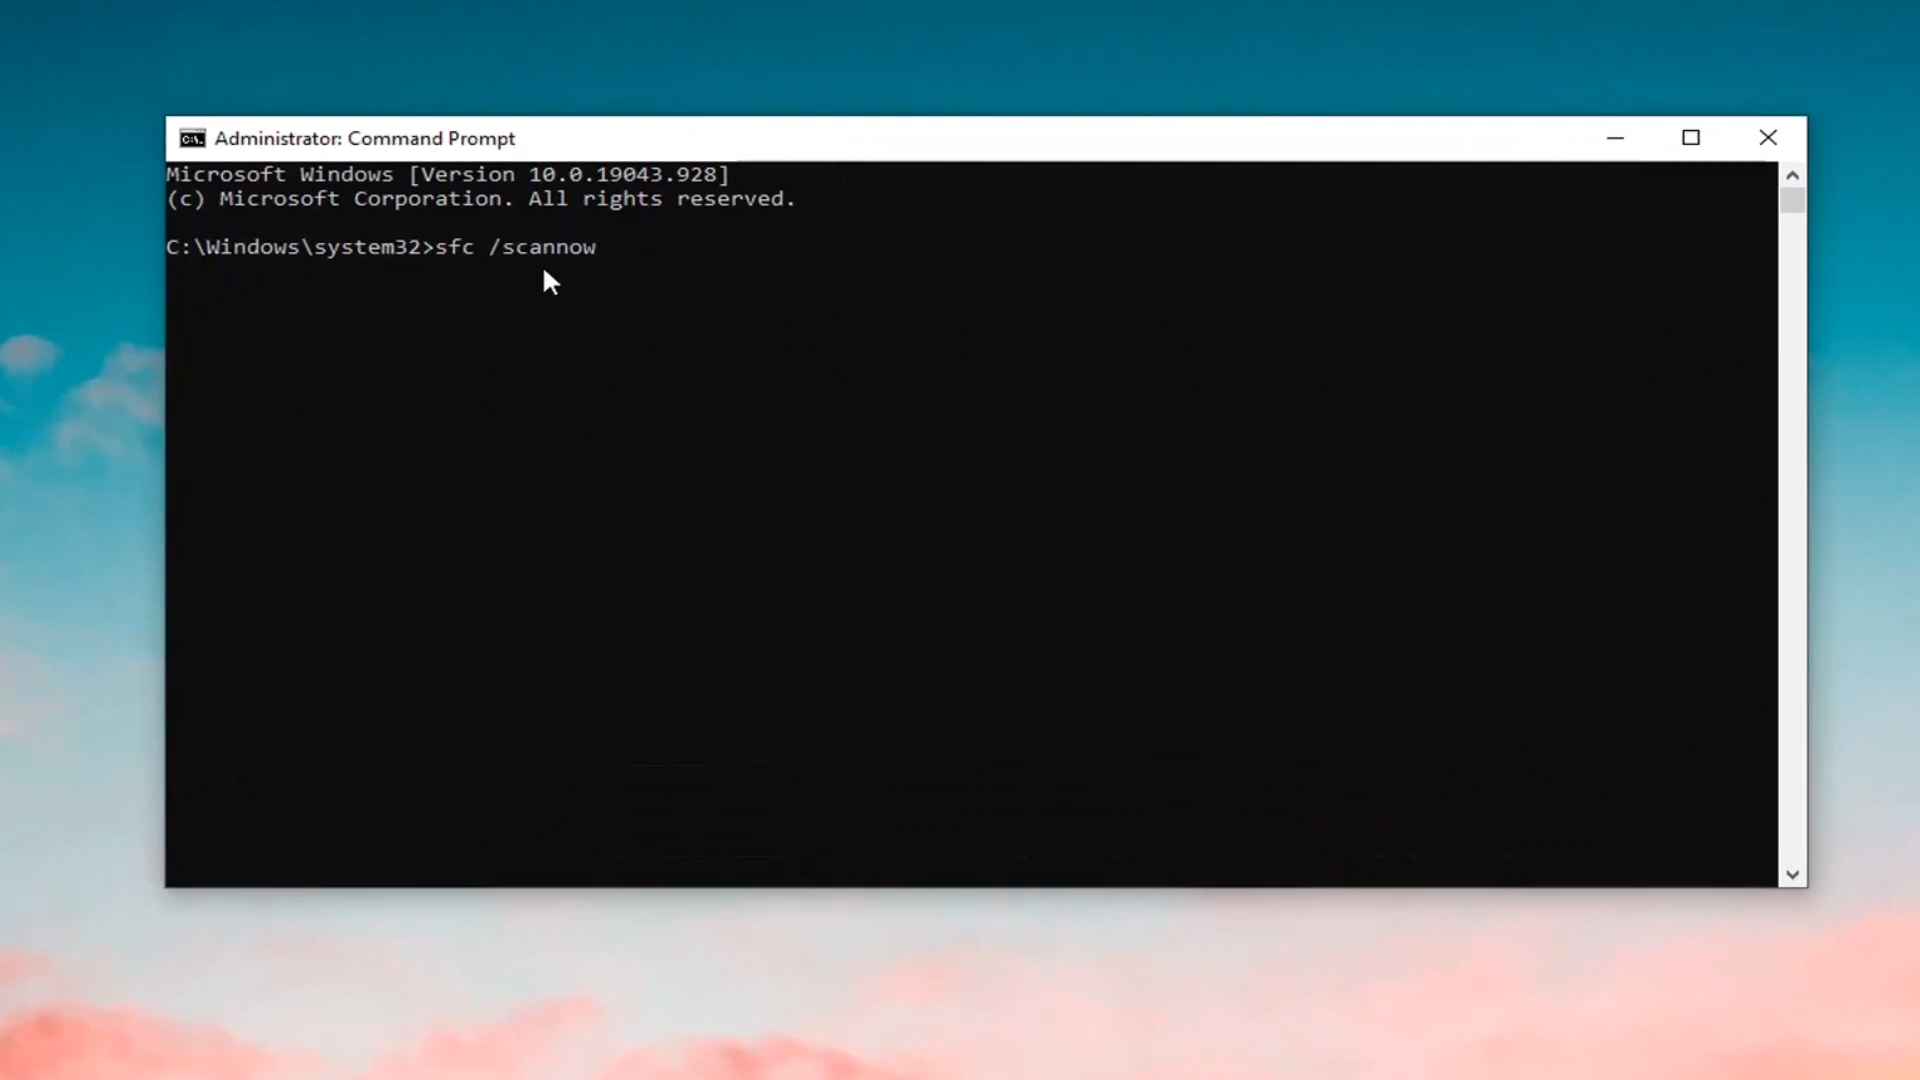 Administrator: Command Prompt
Microsoft Windows [Version 10.0.19043.928]
(c) Microsoft Corporation. All rights reserved.
C:\Windows\system32>sfc /scannow